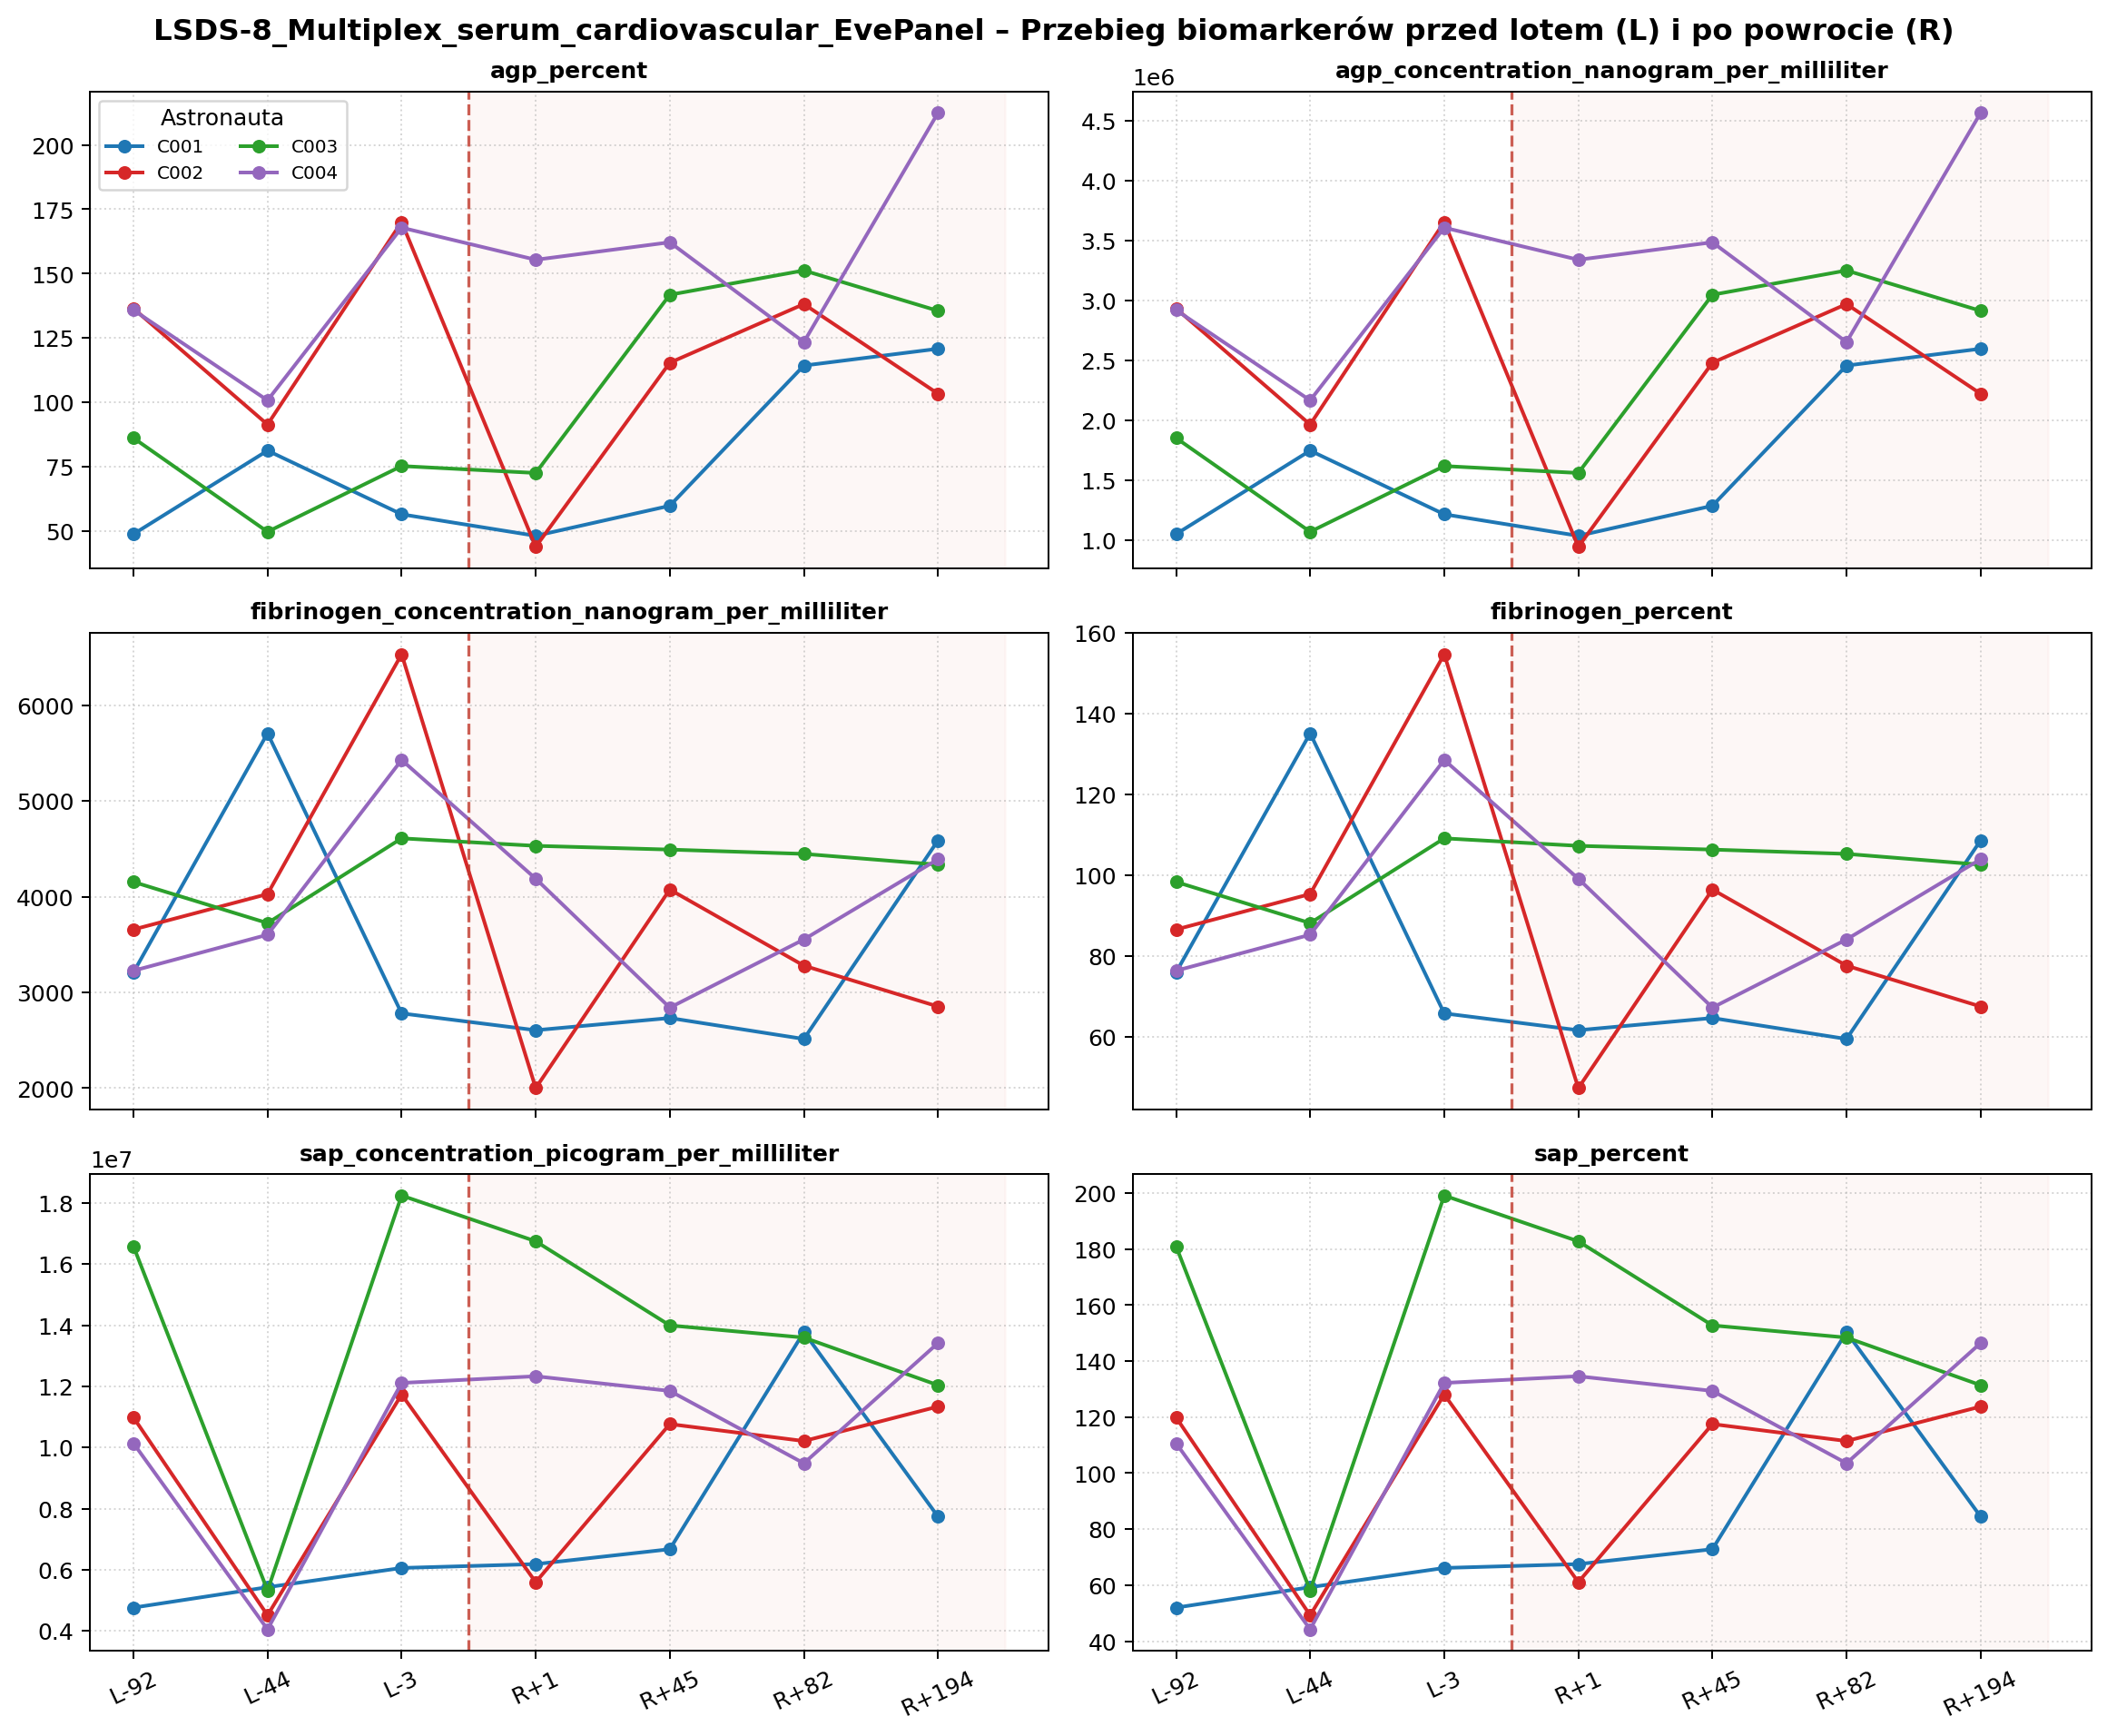 LSDS-8_Multiplex_serum_cardiovascular_EvePanel – Przebieg biomarkerów przed lotem (L) i po powrocie (R)
agp_percent
Astronauta
C001
C002
C003
C004
200
175
150
125
100
75
50
agp_concentration_nanogram_per_milliliter
1e6
4.5
4.0
3.5
3.0
2.5
2.0
1.5
1.0
fibrinogen_concentration_nanogram_per_milliliter
6000
5000
4000
3000
2000
fibrinogen_percent
160
140
120
100
80
60
sap_concentration_picogram_per_milliliter
1e7
1.8
1.6
1.4
1.2
1.0
0.8
0.6
0.4
L-92
L-44
L-3
R+1
R+45
R+82
R+194
sap_percent
200
180
160
140
120
100
80
60
40
L-92
L-44
L-3
R+1
R+45
R+82
R+194